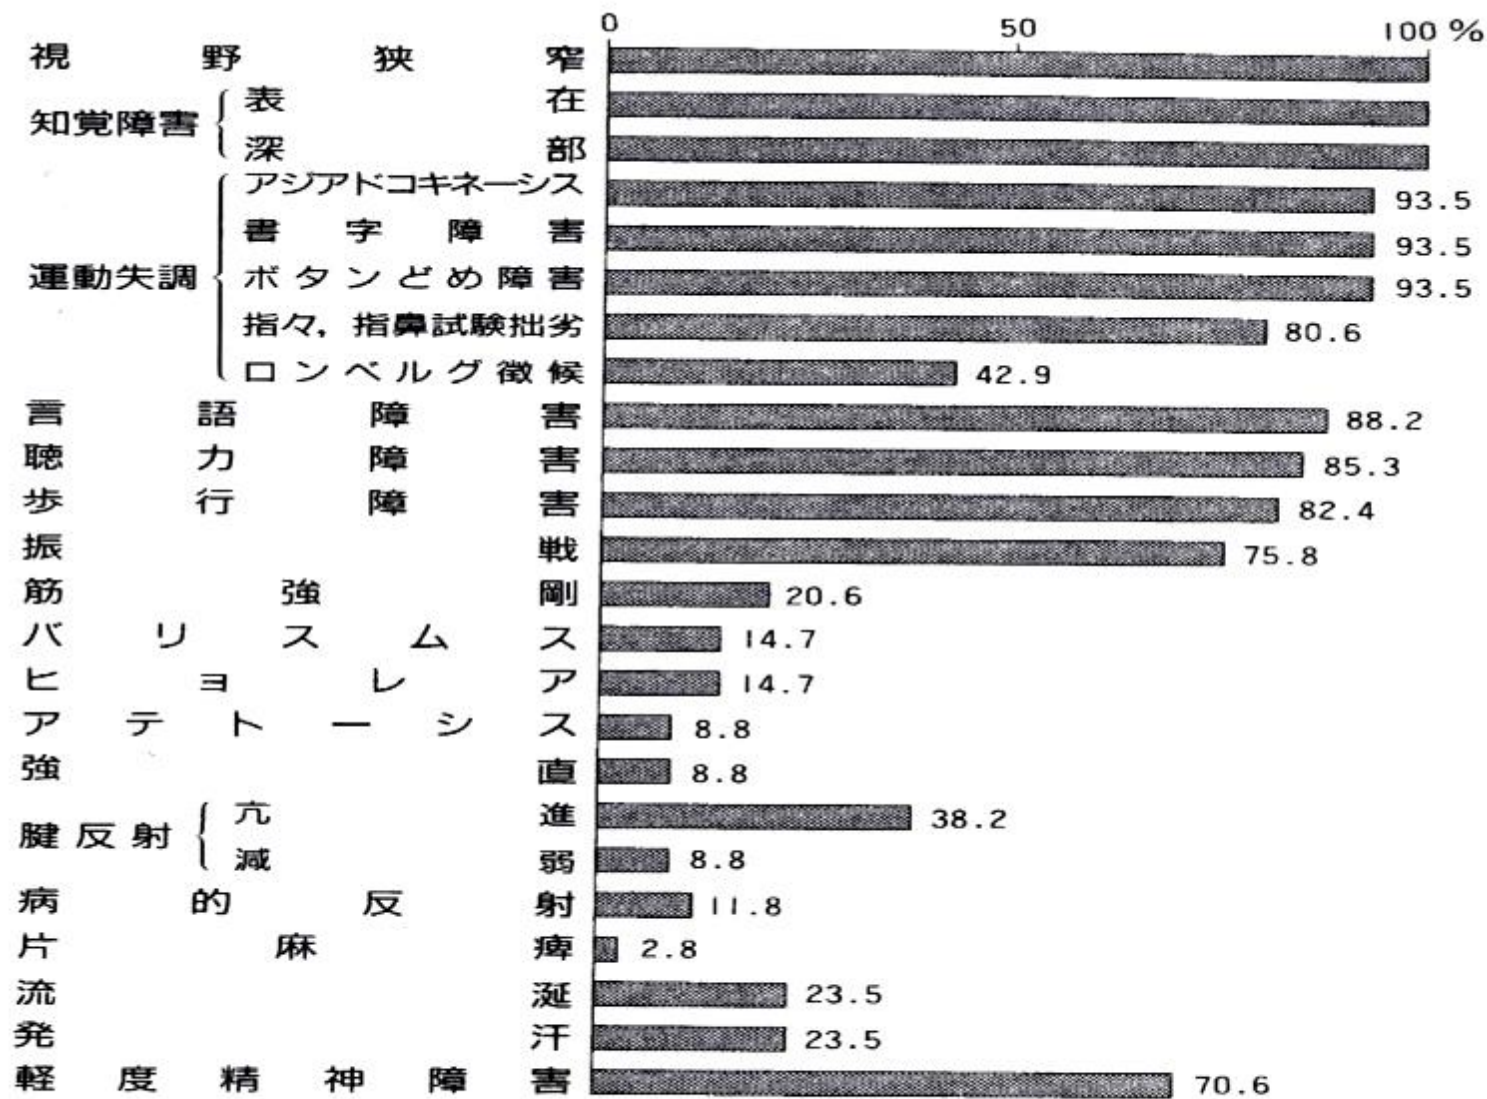 0 50 100 %
視野狭窄
知覚障害
表在
深部
運動失調
アジアドコキネーシス 93.5
書字障害 93.5
ボタンどめ障害 93.5
指々,指鼻試験拙劣 80.6
ロンベルグ徴候 42.9
言語障害 88.2
聴力障害 85.3
歩行障害 82.4
振戦 75.8
筋強剛 20.6
バリスムス 14.7
ヒョレア 14.7
アテトーシス 8.8
強直 8.8
腱反射
亢進 38.2
減弱 8.8
病的反射 11.8
片麻痺 2.8
流涎 23.5
発汗 23.5
軽度精神障害 70.6